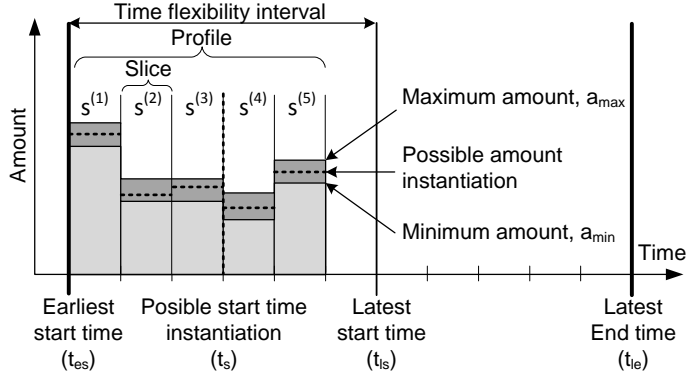 Time flexibility interval
Profile
Slice
s(1) s(2) s(3) s(4) s(5)
Amount
Maximum amount, amax
Possible amount
instantiation
Minimum amount, amin
Time
Earliest
start time
(tes)
Posible start time
instantiation
(ts)
Latest
start time
(tls)
Latest
End time
(tle)